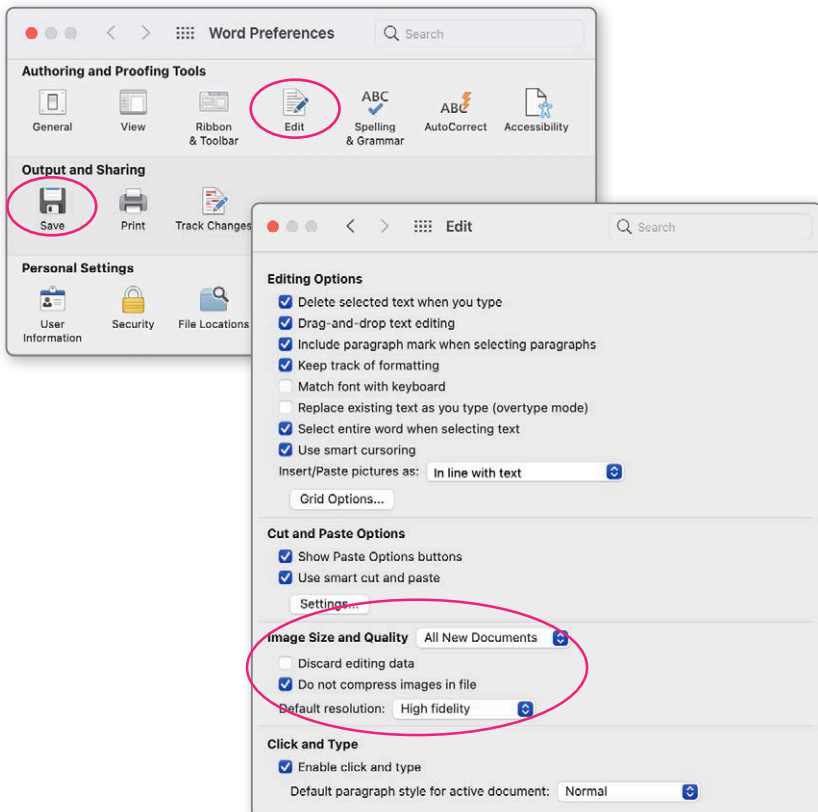 Word Preferences
Search
Authoring and Proofing Tools
General
View
Ribbon
& Toolbar
Edit
ABC
Spelling
& Grammar
ABC
AutoCorrect
Accessibility
Output and Sharing
Save
Print
Track Changes
Personal Settings
User
Information
Security
File Locations
Edit
Search
Editing Options
Delete selected text when you type
Drag-and-drop text editing
Include paragraph mark when selecting paragraphs
Keep track of formatting
Match font with keyboard
Replace existing text as you type (overtype mode)
Select entire word when selecting text
Use smart cursoring
Insert/Paste pictures as: In line with text
Grid Options...
Cut and Paste Options
Show Paste Options buttons
Use smart cut and paste
Settings...
Image Size and Quality All New Documents
Discard editing data
Do not compress images in file
Default resolution: High fidelity
Click and Type
Enable click and type
Default paragraph style for active document: Normal